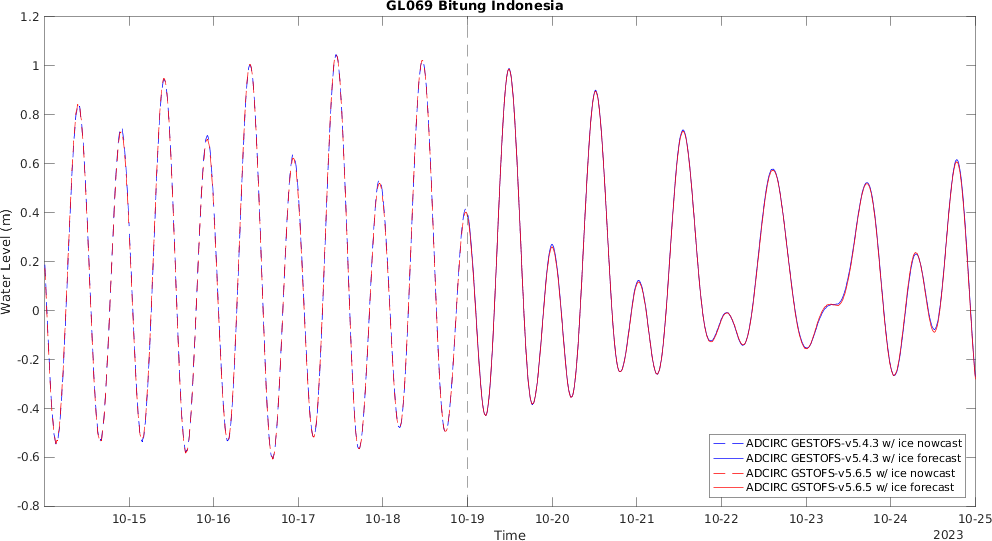 GL069 Bitung Indonesia
1.2
1
0.8
0.6
0.4
0.2
0
-0.2
-0.4
-0.6
-0.8
Water Level (m)
10-15 10-16 10-17 10-18 10-19 10-20 10-21 10-22 10-23 10-24 10-25
Time
2023
ADCIRC GESTOFS-v5.4.3 w/ ice nowcast
ADCIRC GESTOFS-v5.4.3 w/ ice forecast
ADCIRC GSTOFS-v5.6.5 w/ ice nowcast
ADCIRC GSTOFS-v5.6.5 w/ ice forecast